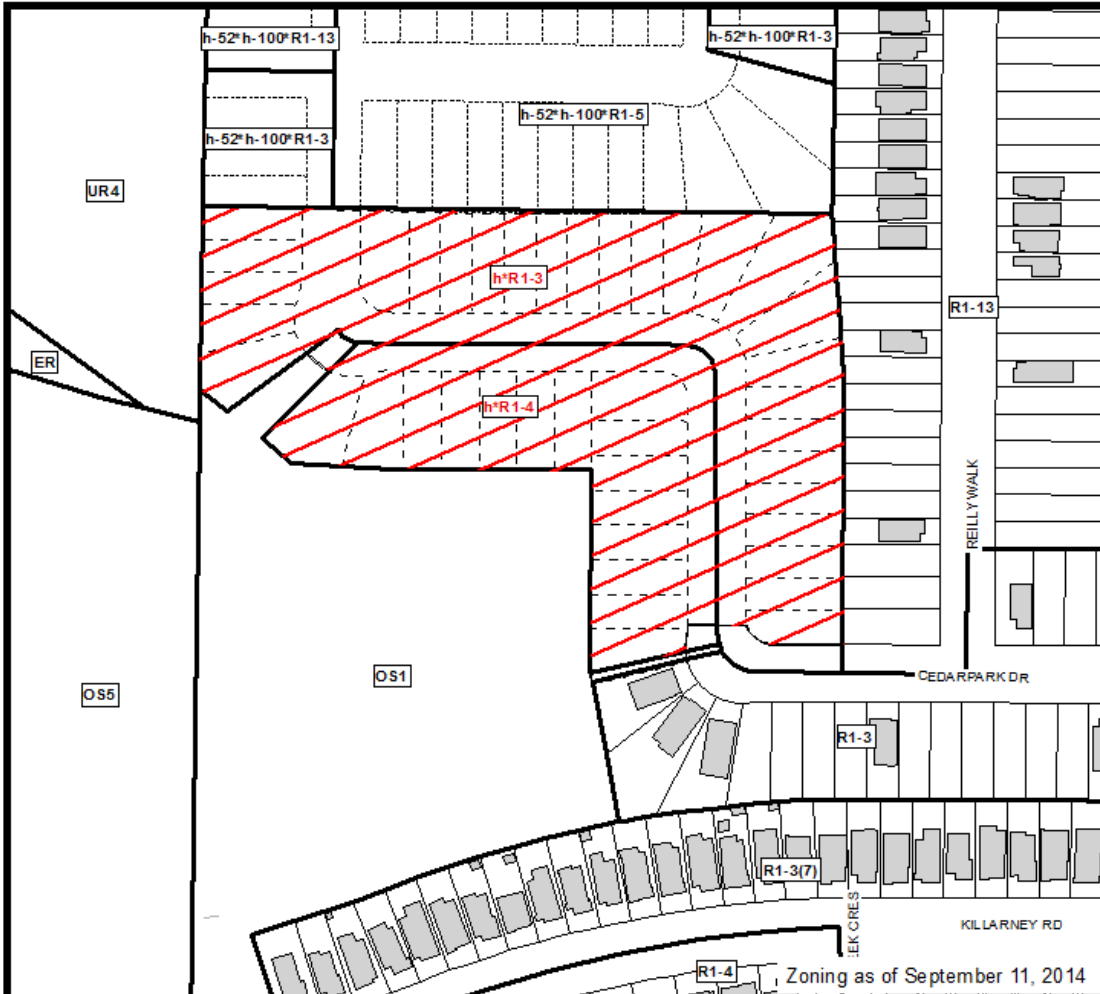 h-52*h-100*R1-13
h-52*h-100*R1-3
h-52*h-100*R1-5
h-52*h-100*R1-3
UR4
h*R1-3
R1-13
ER
h*R1-4
REILLY WALK
OS5
OS1
CEDARPARK DR
R1-3
R1-3(7)
EEK CRES
KILLARNEY RD
R1-4
Zoning as of September 11, 2014